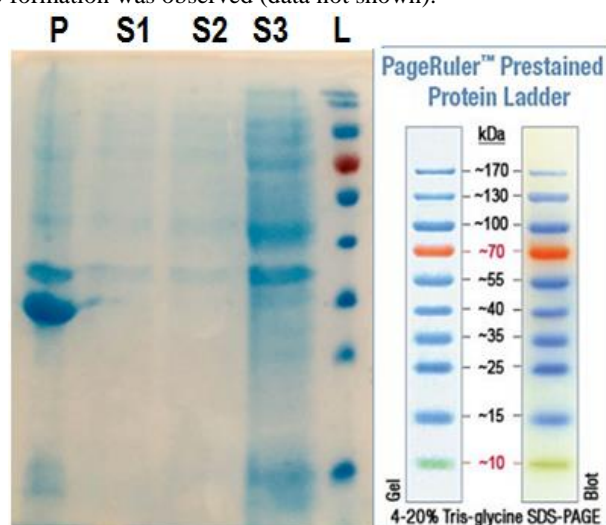 formation was observed (data not shown).
P S1 S2 S3 L
PageRuler™ Prestained
Protein Ladder
kDa
~170
~130
~100
~70
~55
~40
~35
~25
~15
~10
Gel
Blot
4-20% Tris-glycine SDS-PAGE